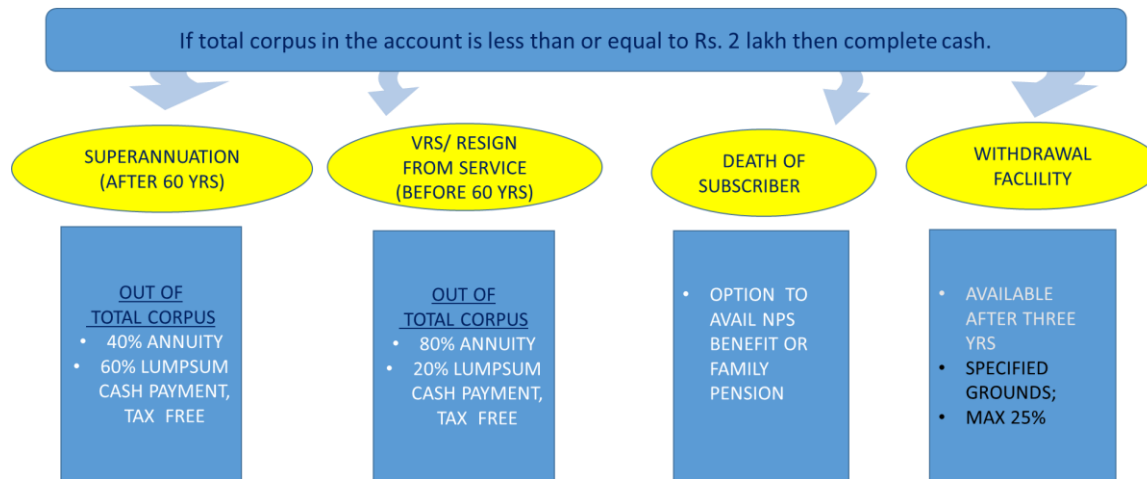 If total corpus in the account is less than or equal to Rs. 2 lakh then complete cash.
SUPERANNUATION
(AFTER 60 YRS)
OUT OF
TOTAL CORPUS
• 40% ANNUITY
• 60% LUMPSUM
CASH PAYMENT,
TAX FREE
VRS/ RESIGN
FROM SERVICE
(BEFORE 60 YRS)
OUT OF
TOTAL CORPUS
• 80% ANNUITY
• 20% LUMPSUM
CASH PAYMENT,
TAX FREE
DEATH OF
SUBSCRIBER
• OPTION TO
AVAIL NPS
BENEFIT OR
FAMILY
PENSION
WITHDRAWAL
FACLILITY
• AVAILABLE
AFTER THREE
YRS
• SPECIFIED
GROUNDS;
• MAX 25%